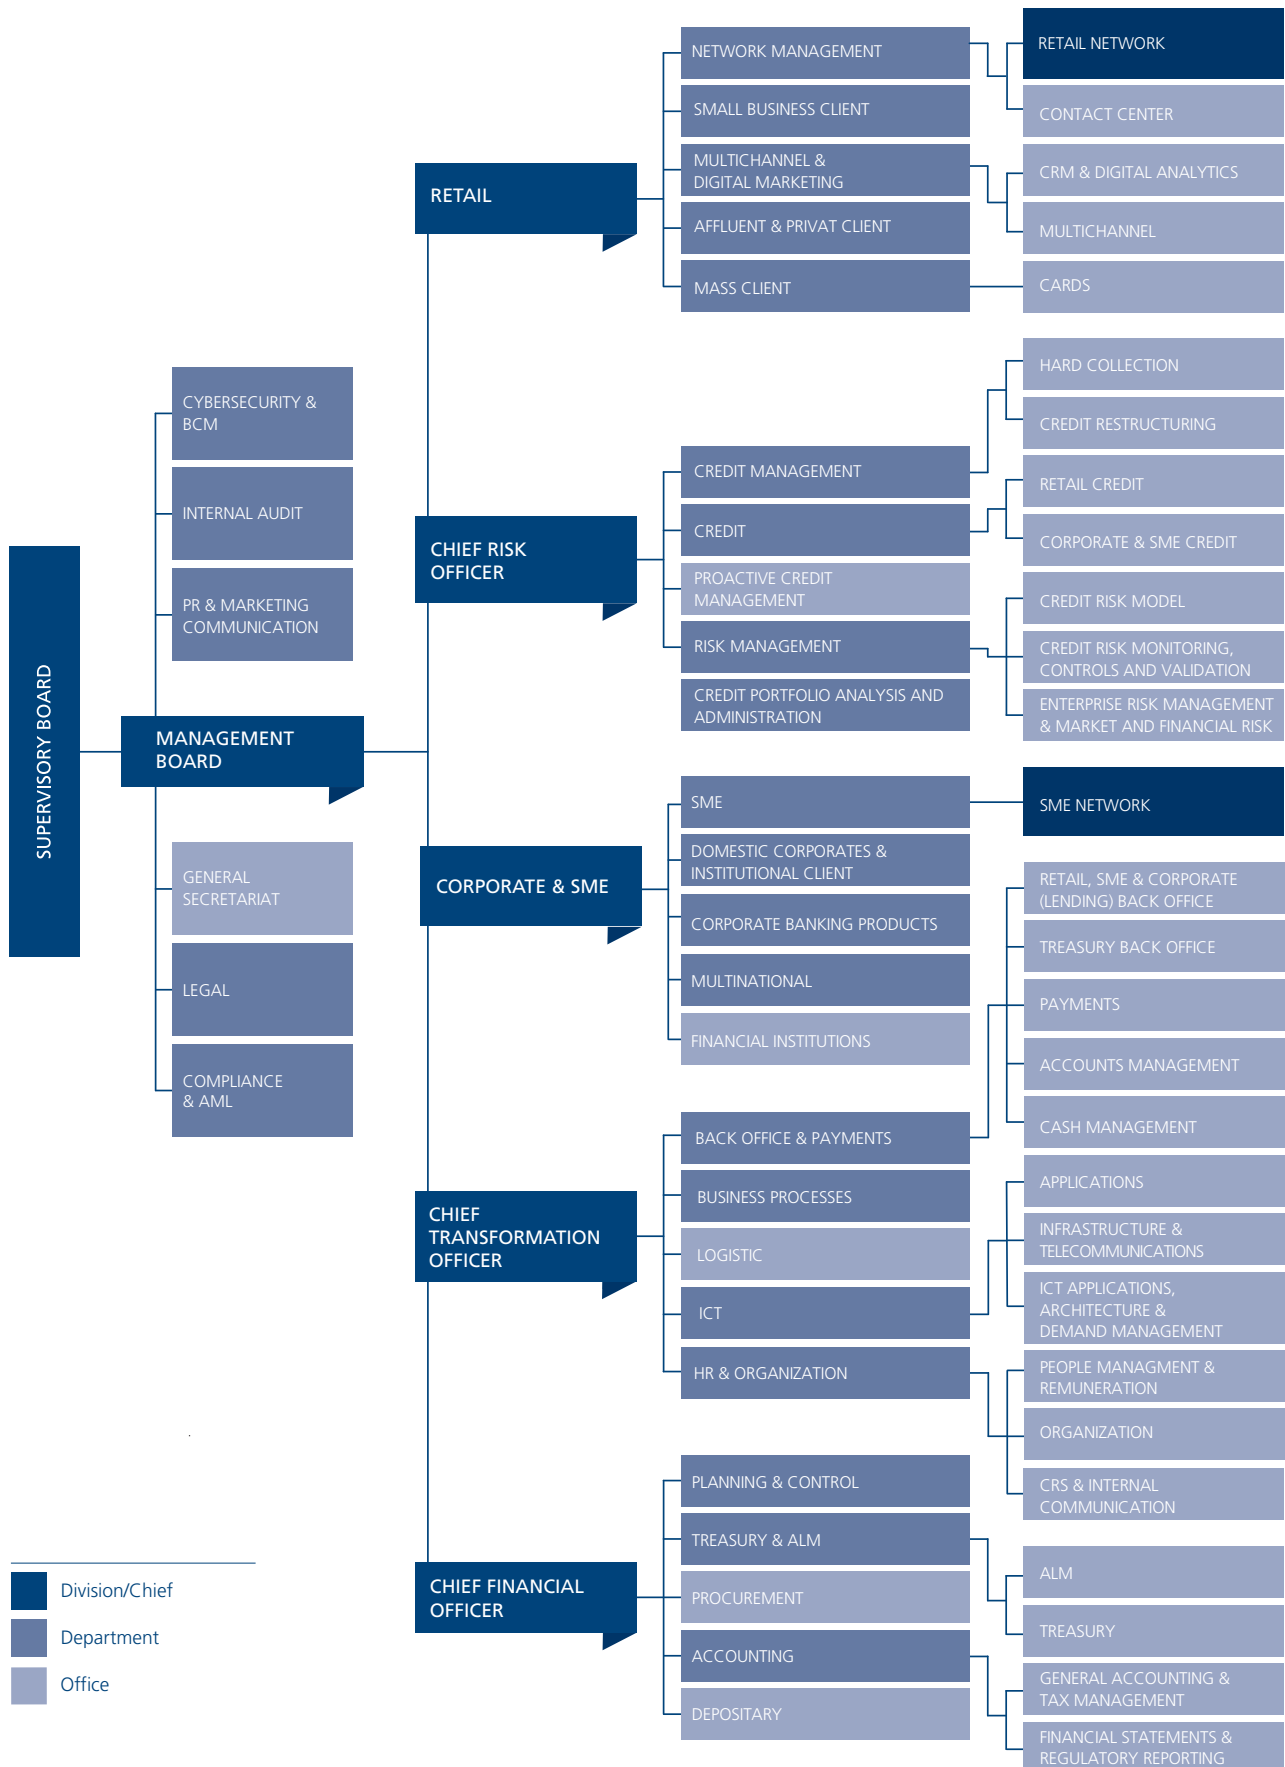 SUPERVISORY BOARD
CYBERSECURITY &
BCM
INTERNAL AUDIT
PR & MARKETING
COMMUNICATION
MANAGEMENT
BOARD
GENERAL
SECRETARIAT
LEGAL
COMPLIANCE
& AML
RETAIL
NETWORK MANAGEMENT
SMALL BUSINESS CLIENT
MULTICHANNEL &
DIGITAL MARKETING
AFFLUENT & PRIVAT CLIENT
MASS CLIENT
RETAIL NETWORK
CONTACT CENTER
CRM & DIGITAL ANALYTICS
MULTICHANNEL
CARDS
CHIEF RISK
OFFICER
CREDIT MANAGEMENT
CREDIT
PROACTIVE CREDIT
MANAGEMENT
RISK MANAGEMENT
CREDIT PORTFOLIO ANALYSIS AND
ADMINISTRATION
HARD COLLECTION
CREDIT RESTRUCTURING
RETAIL CREDIT
CORPORATE & SME CREDIT
CREDIT RISK MODEL
CREDIT RISK MONITORING,
CONTROLS AND VALIDATION
ENTERPRISE RISK MANAGEMENT
& MARKET AND FINANCIAL RISK
CORPORATE & SME
SME
DOMESTIC CORPORATES &
INSTITUTIONAL CLIENT
CORPORATE BANKING PRODUCTS
MULTINATIONAL
FINANCIAL INSTITUTIONS
SME NETWORK
CHIEF
TRANSFORMATION
OFFICER
BACK OFFICE & PAYMENTS
BUSINESS PROCESSES
LOGISTIC
ICT
HR & ORGANIZATION
RETAIL, SME & CORPORATE
(LENDING) BACK OFFICE
TREASURY BACK OFFICE
PAYMENTS
ACCOUNTS MANAGEMENT
CASH MANAGEMENT
APPLICATIONS
INFRASTRUCTURE &
TELECOMMUNICATIONS
ICT APPLICATIONS,
ARCHITECTURE &
DEMAND MANAGEMENT
PEOPLE MANAGMENT &
REMUNERATION
ORGANIZATION
CRS & INTERNAL
COMMUNICATION
CHIEF FINANCIAL
OFFICER
PLANNING & CONTROL
TREASURY & ALM
PROCUREMENT
ACCOUNTING
DEPOSITARY
ALM
TREASURY
GENERAL ACCOUNTING &
TAX MANAGEMENT
FINANCIAL STATEMENTS &
REGULATORY REPORTING
Division/Chief
Department
Office